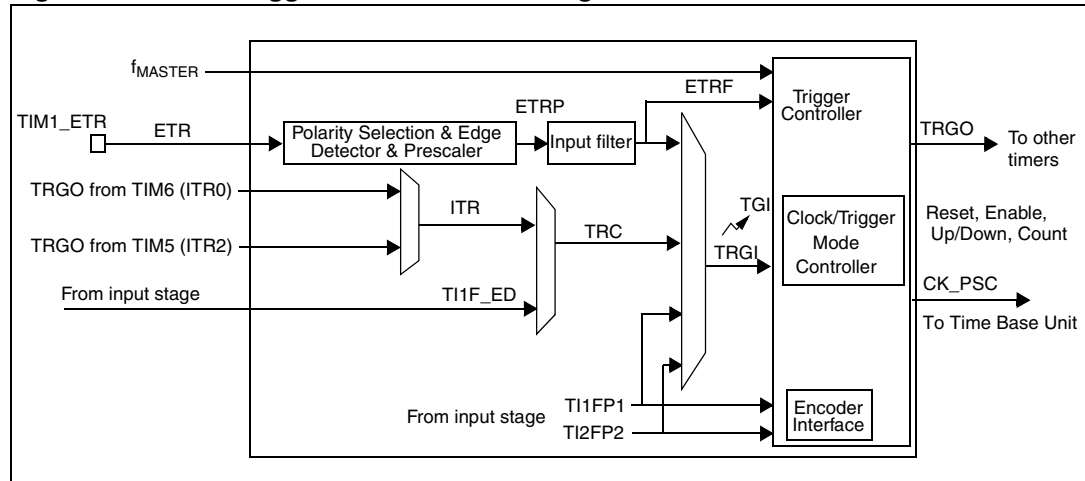 fMASTER
ETRF
Trigger
Controller
TIM1_ETR
ETR
ETRP
Polarity Selection & Edge
Detector & Prescaler
Input filter
TRGO
To other
timers
TRGO from TIM6 (ITR0)
ITR
TGI
Clock/Trigger
Mode
Controller
Reset, Enable,
Up/Down, Count
TRGO from TIM5 (ITR2)
TRC
TRGI
From input stage
TI1F_ED
CK_PSC
To Time Base Unit
From input stage
TI1FP1
TI2FP2
Encoder
Interface